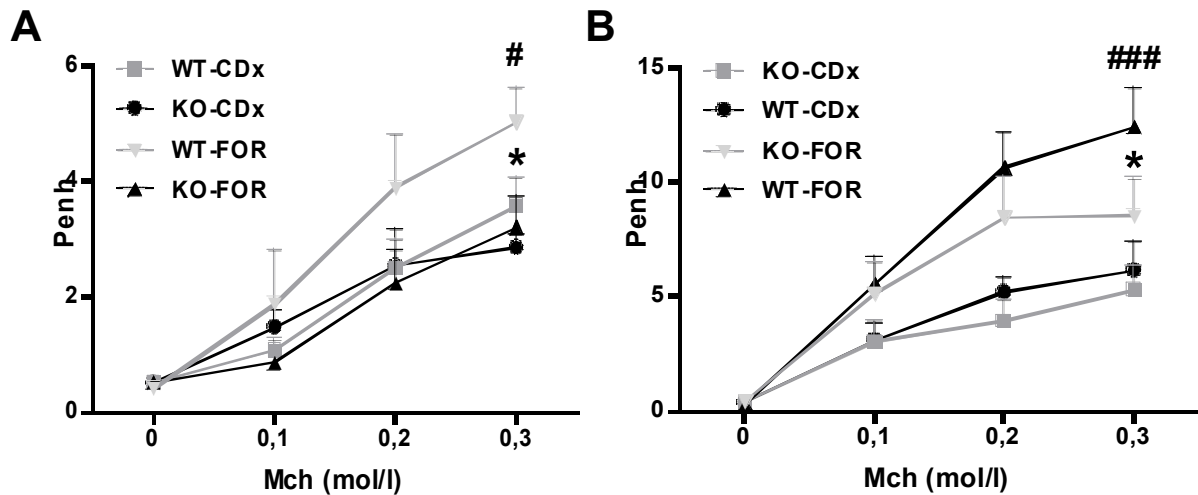 A
WT-CDx
KO-CDx
WT-FOR
KO-FOR
#
*
6
4
2
0
Penh
0
0,1
0,2
0,3
Mch (mol/l)
B
KO-CDx
WT-CDx
KO-FOR
WT-FOR
###
*
15
10
5
0
Penh
0
0,1
0,2
0,3
Mch (mol/l)